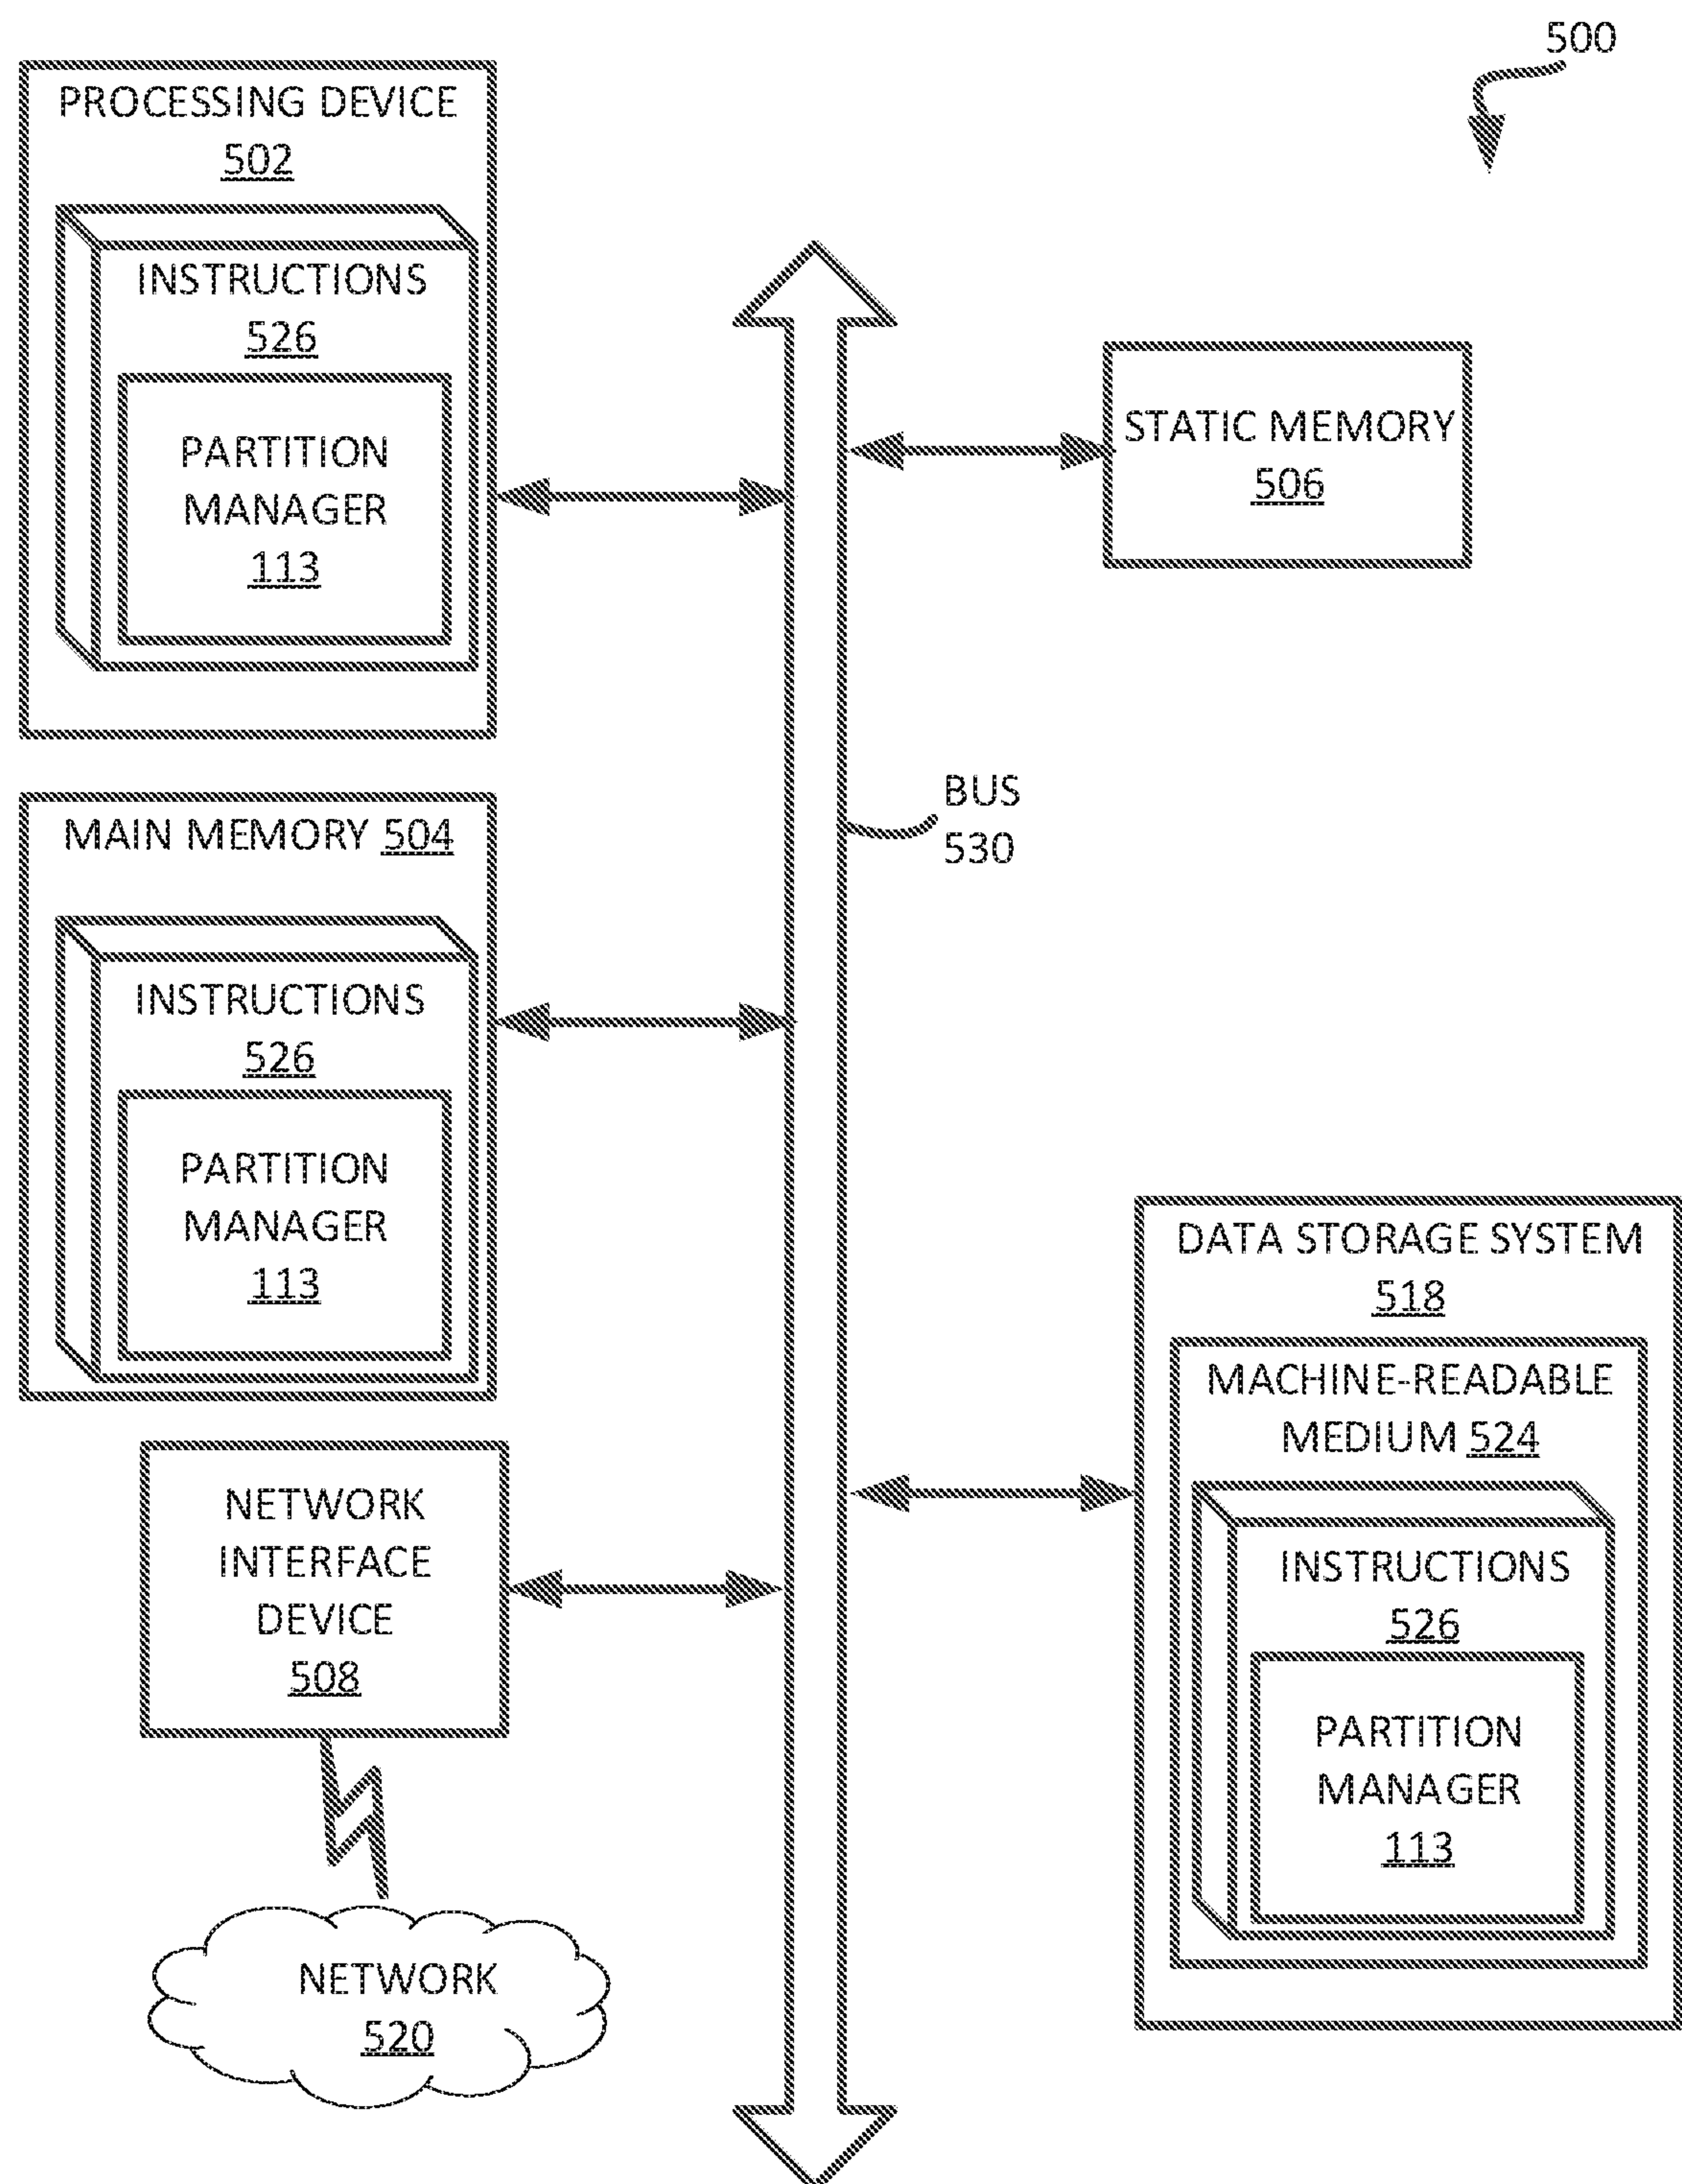 500
PROCESSING DEVICE
502
INSTRUCTIONS
526
PARTITION
MANAGER
113
STATIC MEMORY
506
BUS
530
MAIN MEMORY 504
INSTRUCTIONS
526
PARTITION
MANAGER
113
DATA STORAGE SYSTEM
518
MACHINE-READABLE
MEDIUM 524
INSTRUCTIONS
526
PARTITION
MANAGER
113
NETWORK
INTERFACE
DEVICE
508
NETWORK
520